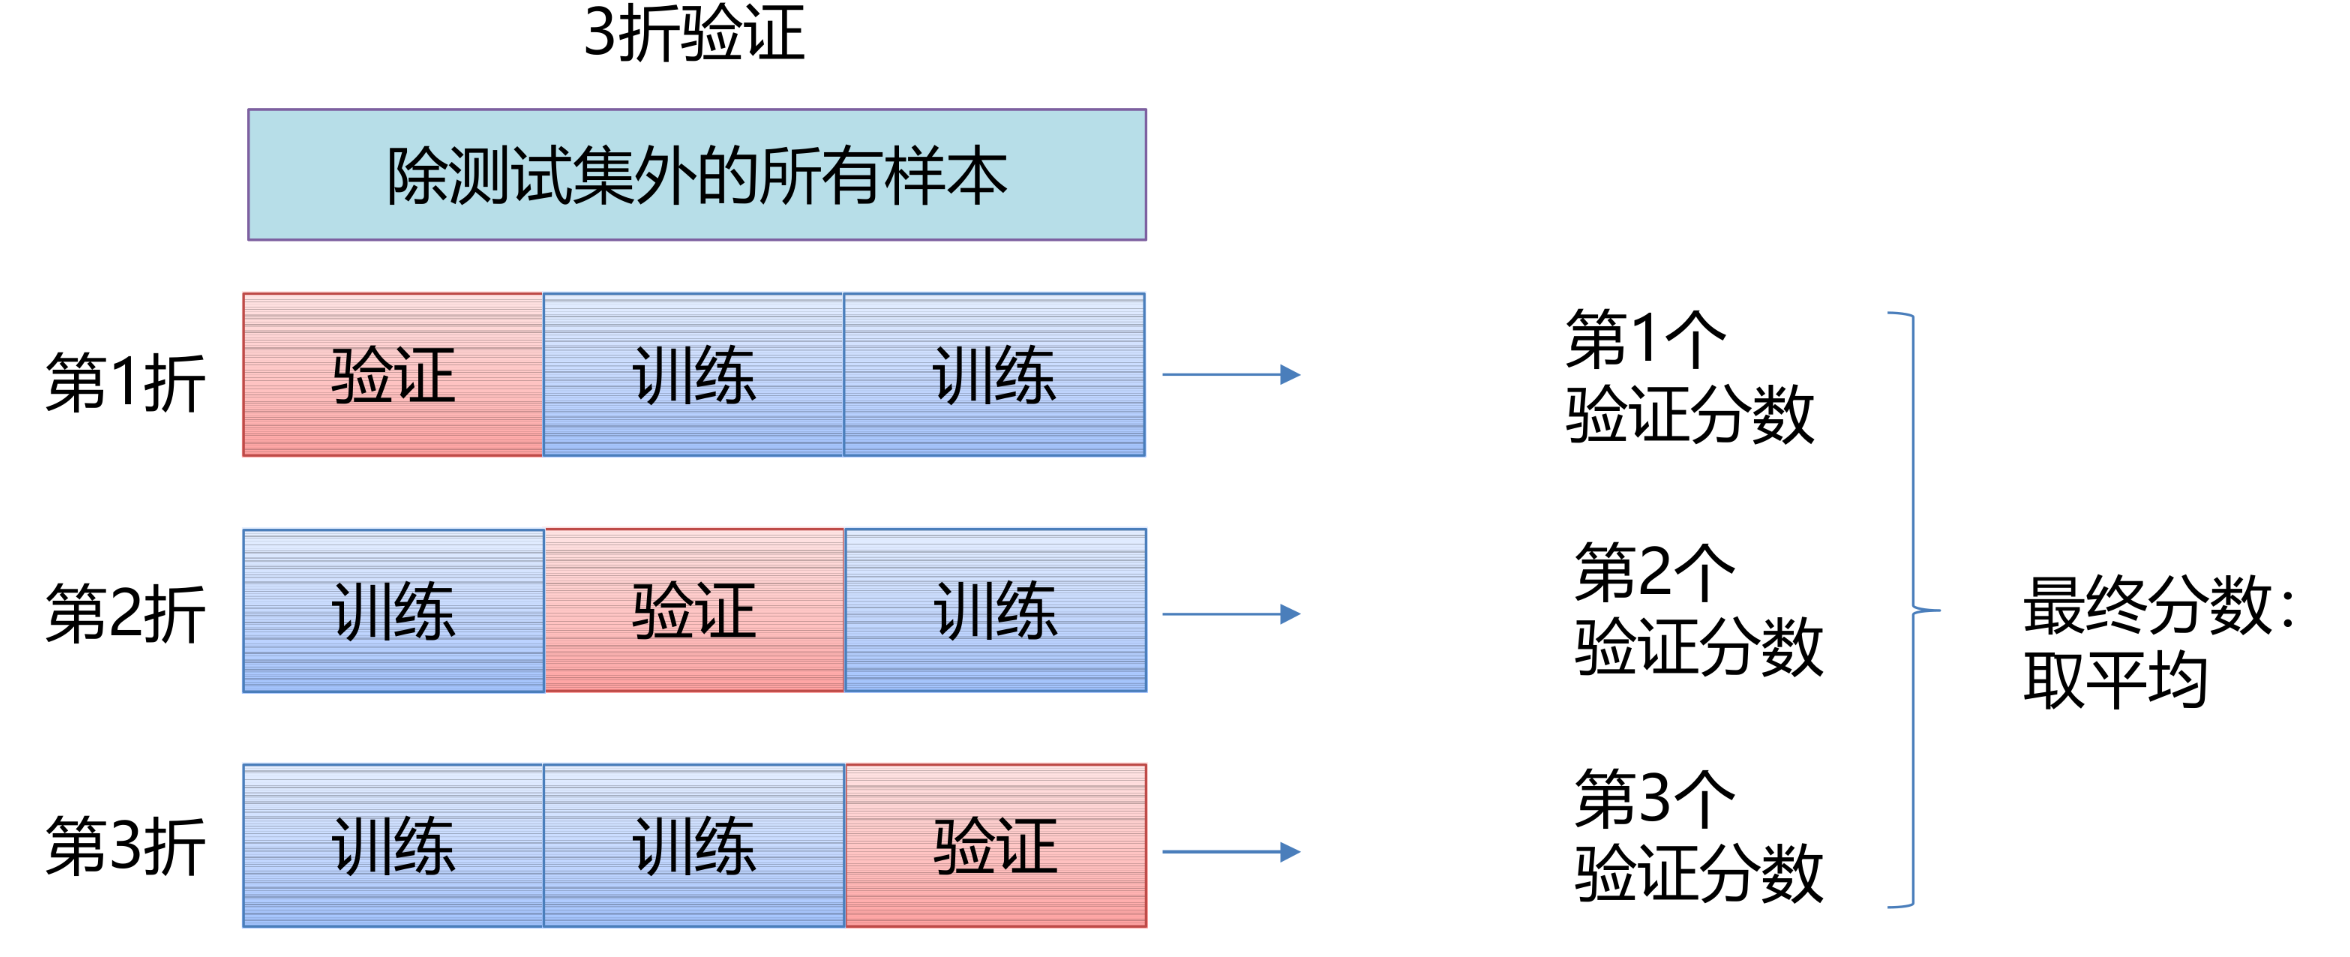 3折验证
除测试集外的所有样本
第1折
验证
训练
训练
第1个
验证分数
第2折
训练
验证
训练
第2个
验证分数
最终分数：
取平均
第3折
训练
训练
验证
第3个
验证分数